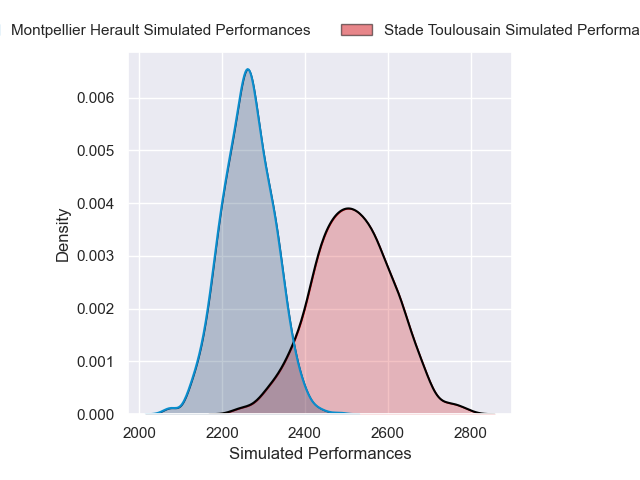 Montpellier Herault Simulated Performances
Stade Toulousain Simulated Performa
0.006
0.005
0.004
0.003
0.002
0.001
0.000
Density
2000 2200 2400 2600 2800
Simulated Performances